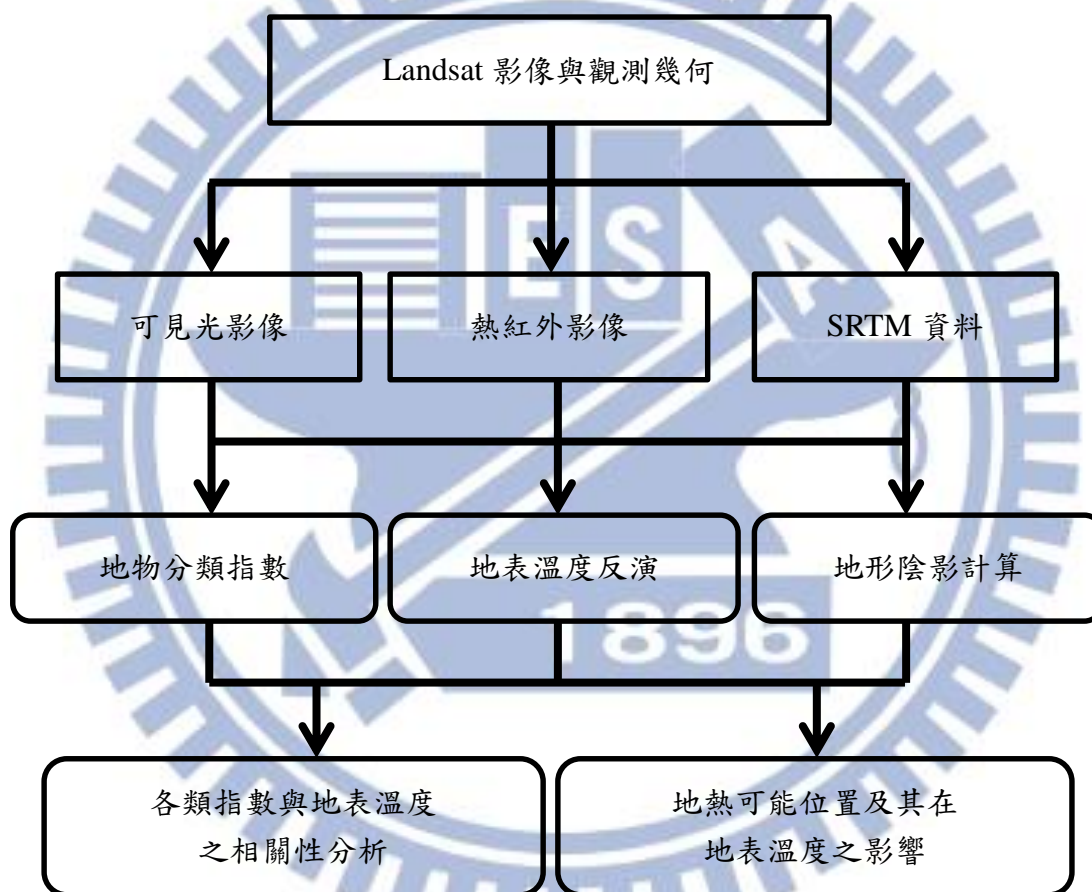 Landsat 影像與觀測幾何
可見光影像
熱紅外影像
SRTM 資料
地物分類指數
地表溫度反演
地形陰影計算
各類指數與地表溫度
之相關性分析
地熱可能位置及其在
地表溫度之影響
E S A
1896